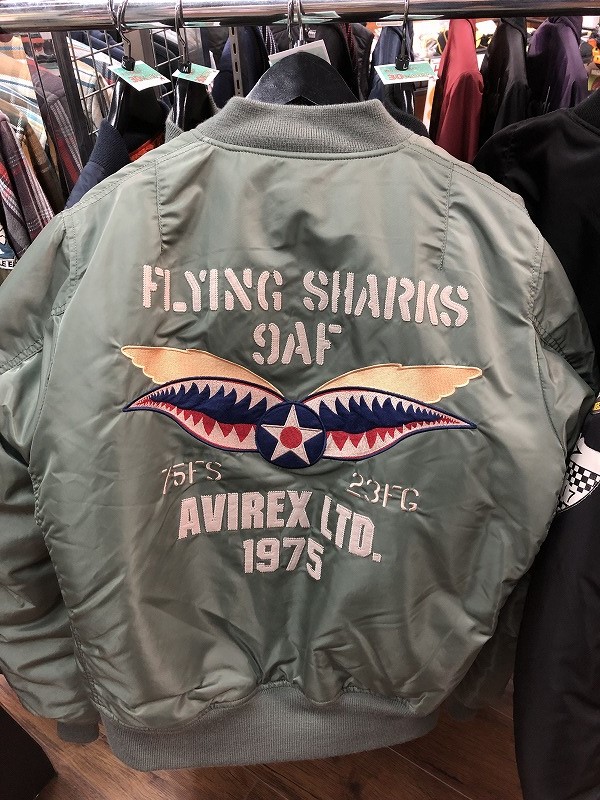 FLYING SHARKS
9AF
75FS 23FG
AVIREX LTD.
1975